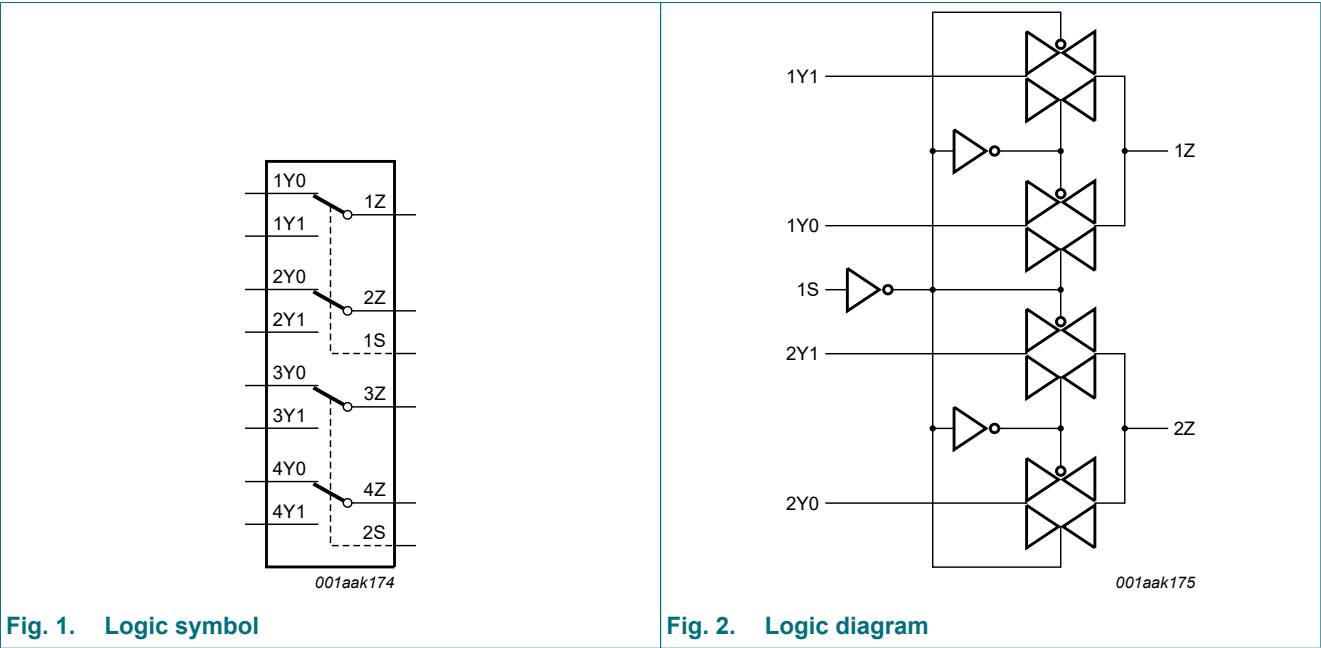 1Y0
1Z
1Y1
2Y0
2Z
2Y1
1S
3Y0
3Z
3Y1
4Y0
4Z
4Y1
2S
001aak174
Fig. 1. Logic symbol
1Y1
1Z
1Y0
1S
2Y1
2Z
2Y0
001aak175
Fig. 2. Logic diagram